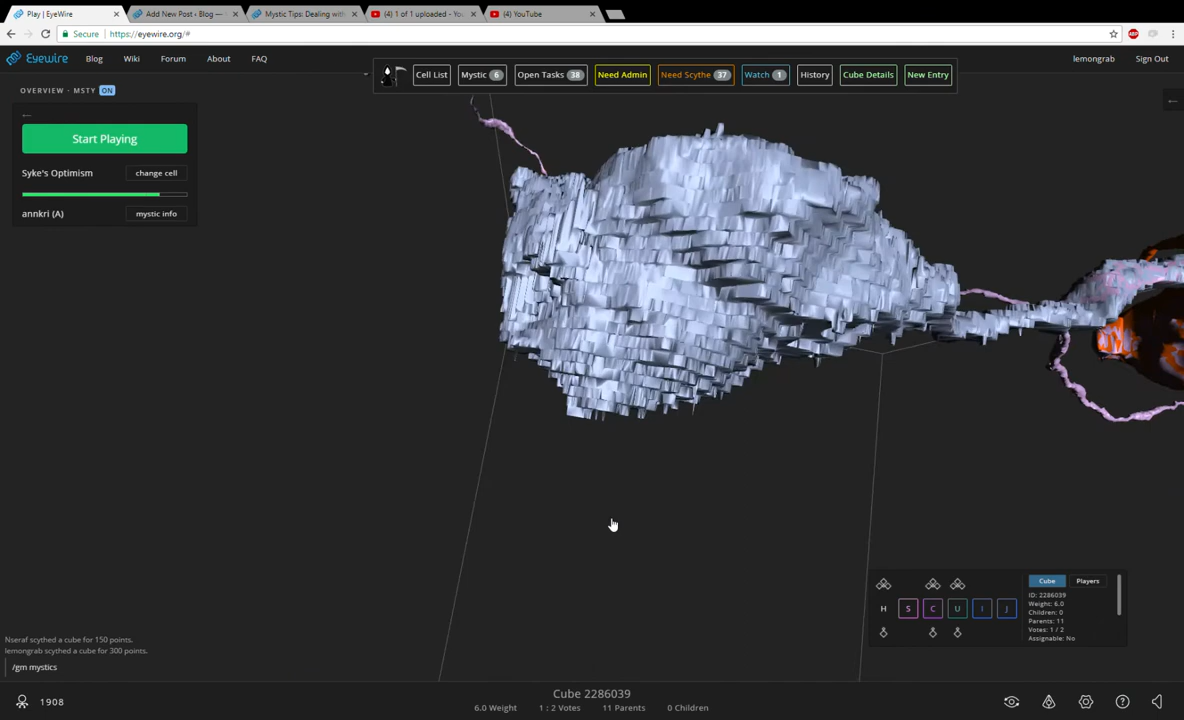 Play | EyeWire
Add New Post ‹ Blog —
Mystic Tips: Dealing with
(4) 1 of 1 uploaded - You
(4) YouTube
Secure https://eyewire.org/#
Eyewire Blog Wiki Forum About FAQ
Cell List Mystic 6 Open Tasks 38 Need Admin Need Scythe 37 Watch 1 History Cube Details New Entry
lemongrab Sign Out
OVERVIEW - MSTY ON
Start Playing
Syke's Optimism change cell
annkri (A) mystic info
Cube Players
H S C U I J
ID: 2286039
Weight: 6.0
Children: 0
Parents: 11
Votes: 1 / 2
Assignable: No
Nseraf scythed a cube for 150 points.
lemongrab scythed a cube for 300 points.
/gm mystics
1908
Cube 2286039
6.0 Weight 1 : 2 Votes 11 Parents 0 Children